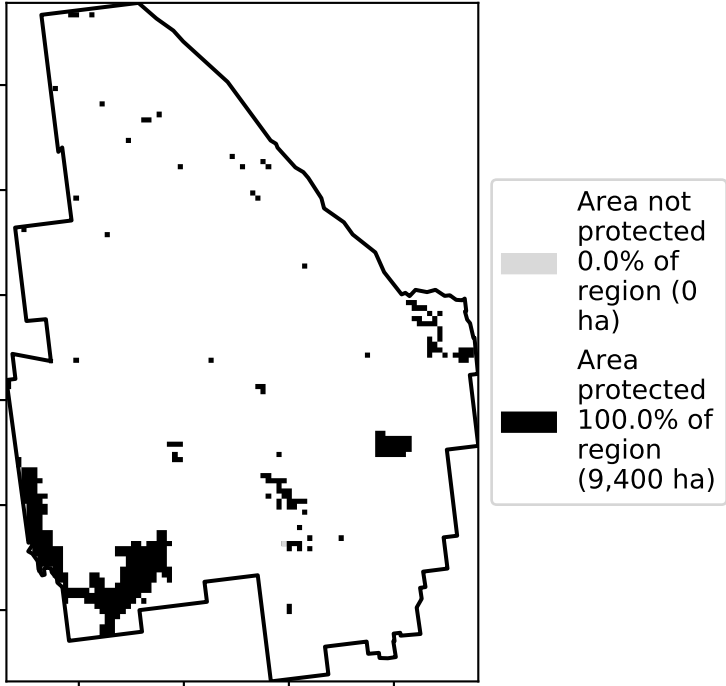 Area not
protected
0.0% of
region (0
ha)
Area
protected
100.0% of
region
(9,400 ha)